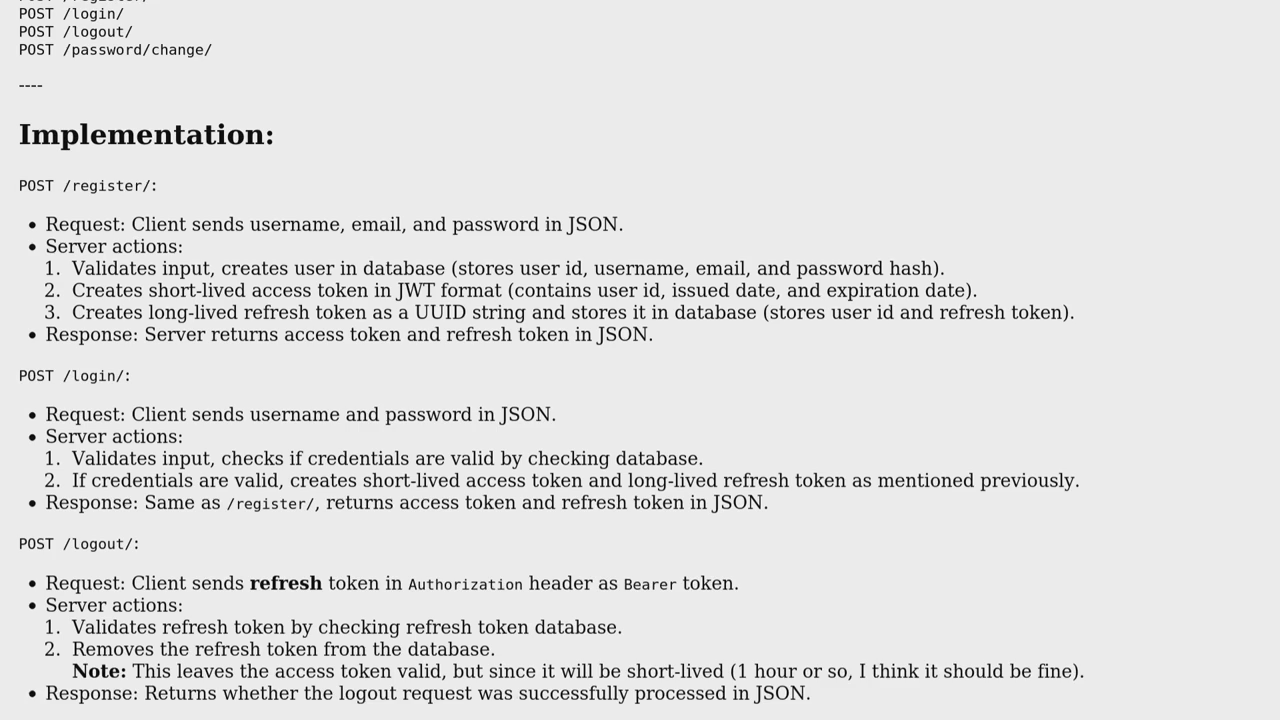 POST /register/
POST /login/
POST /logout/
POST /password/change/
----
Implementation:
POST /register/:
• Request: Client sends username, email, and password in JSON.
• Server actions:
1. Validates input, creates user in database (stores user id, username, email, and password hash).
2. Creates short-lived access token in JWT format (contains user id, issued date, and expiration date).
3. Creates long-lived refresh token as a UUID string and stores it in database (stores user id and refresh token).
• Response: Server returns access token and refresh token in JSON.
POST /login/:
• Request: Client sends username and password in JSON.
• Server actions:
1. Validates input, checks if credentials are valid by checking database.
2. If credentials are valid, creates short-lived access token and long-lived refresh token as mentioned previously.
• Response: Same as /register/, returns access token and refresh token in JSON.
POST /logout/:
• Request: Client sends refresh token in Authorization header as Bearer token.
• Server actions:
1. Validates refresh token by checking refresh token database.
2. Removes the refresh token from the database.
Note: This leaves the access token valid, but since it will be short-lived (1 hour or so, I think it should be fine).
• Response: Returns whether the logout request was successfully processed in JSON.